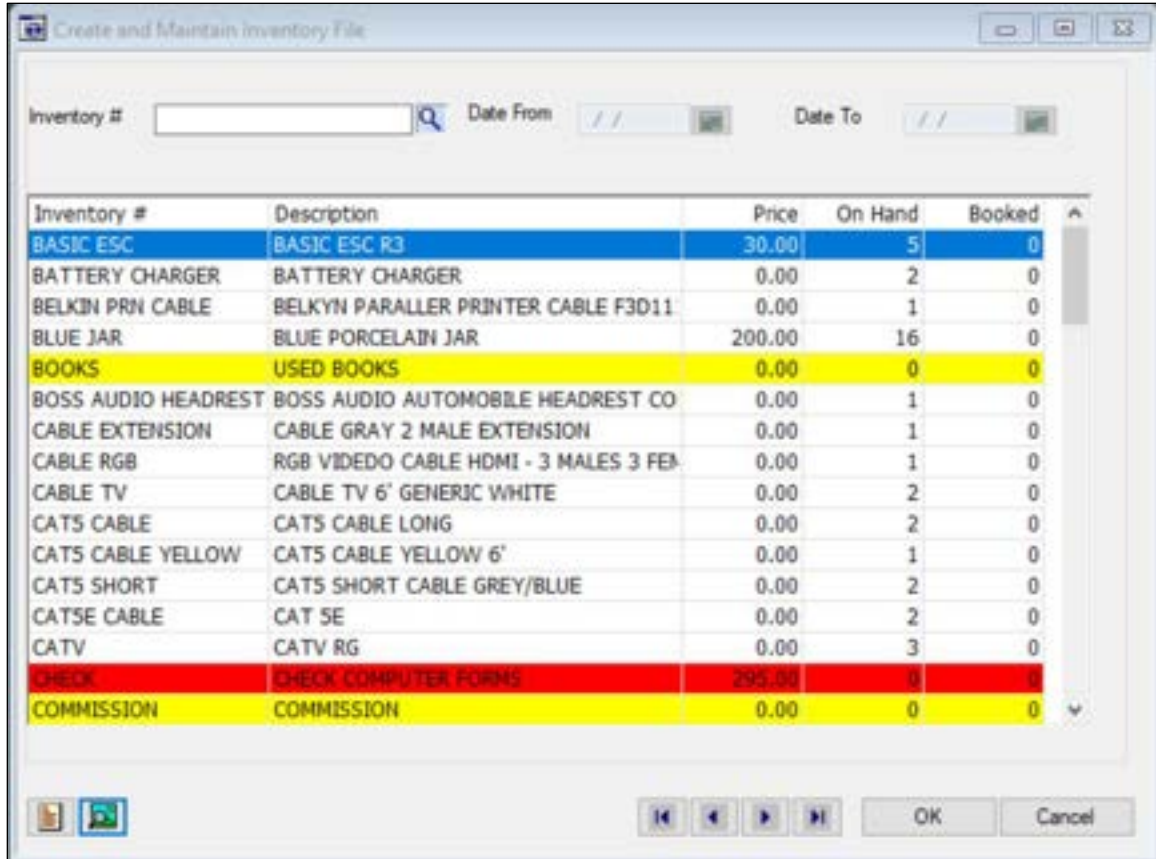 Create and Maintain Inventory File
Inventory # Date From / / Date To / /
Inventory # Description Price On Hand Booked
BASIC ESC BASIC ESC R3 30.00 5 0
BATTERY CHARGER BATTERY CHARGER 0.00 2 0
BELKIN PRN CABLE BELKYN PARALLER PRINTER CABLE F3D11 0.00 1 0
BLUE JAR BLUE PORCELAIN JAR 200.00 16 0
BOOKS USED BOOKS 0.00 0 0
BOSS AUDIO HEADREST BOSS AUDIO AUTOMOBILE HEADREST CO 0.00 1 0
CABLE EXTENSION CABLE GRAY 2 MALE EXTENSION 0.00 1 0
CABLE RGB RGB VIDEDO CABLE HDMI - 3 MALES 3 FEM 0.00 1 0
CABLE TV CABLE TV 6' GENERIC WHITE 0.00 2 0
CAT5 CABLE CAT5 CABLE LONG 0.00 2 0
CAT5 CABLE YELLOW CAT5 CABLE YELLOW 6' 0.00 1 0
CAT5 SHORT CAT5 SHORT CABLE GREY/BLUE 0.00 2 0
CAT5E CABLE CAT 5E 0.00 2 0
CATV CATV RG 0.00 3 0
CHECK CHECK COMPUTER FORMS 295.00 0 0
COMMISSION COMMISSION 0.00 0 0
OK Cancel